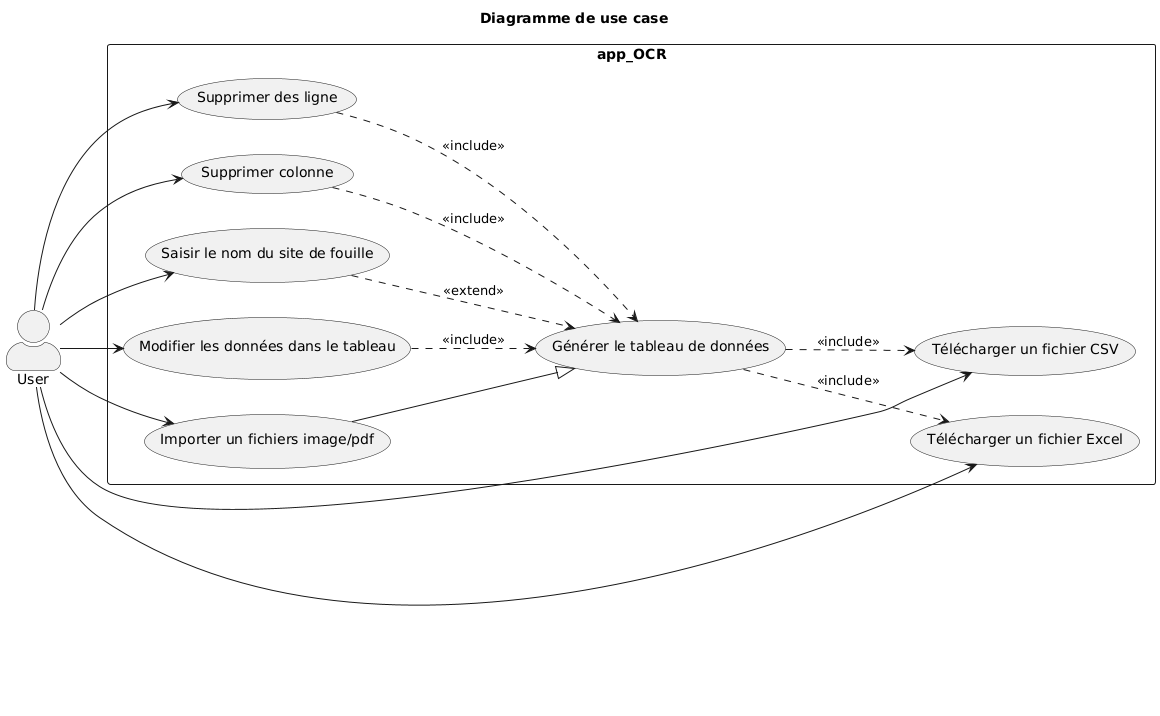 Diagramme de use case
app_OCR
Supprimer des ligne
«include»
Supprimer colonne
«include»
Saisir le nom du site de fouille
«extend»
Modifier les données dans le tableau
«include»
Générer le tableau de données
«include»
Télécharger un fichier CSV
«include»
User
Importer un fichiers image/pdf
Télécharger un fichier Excel